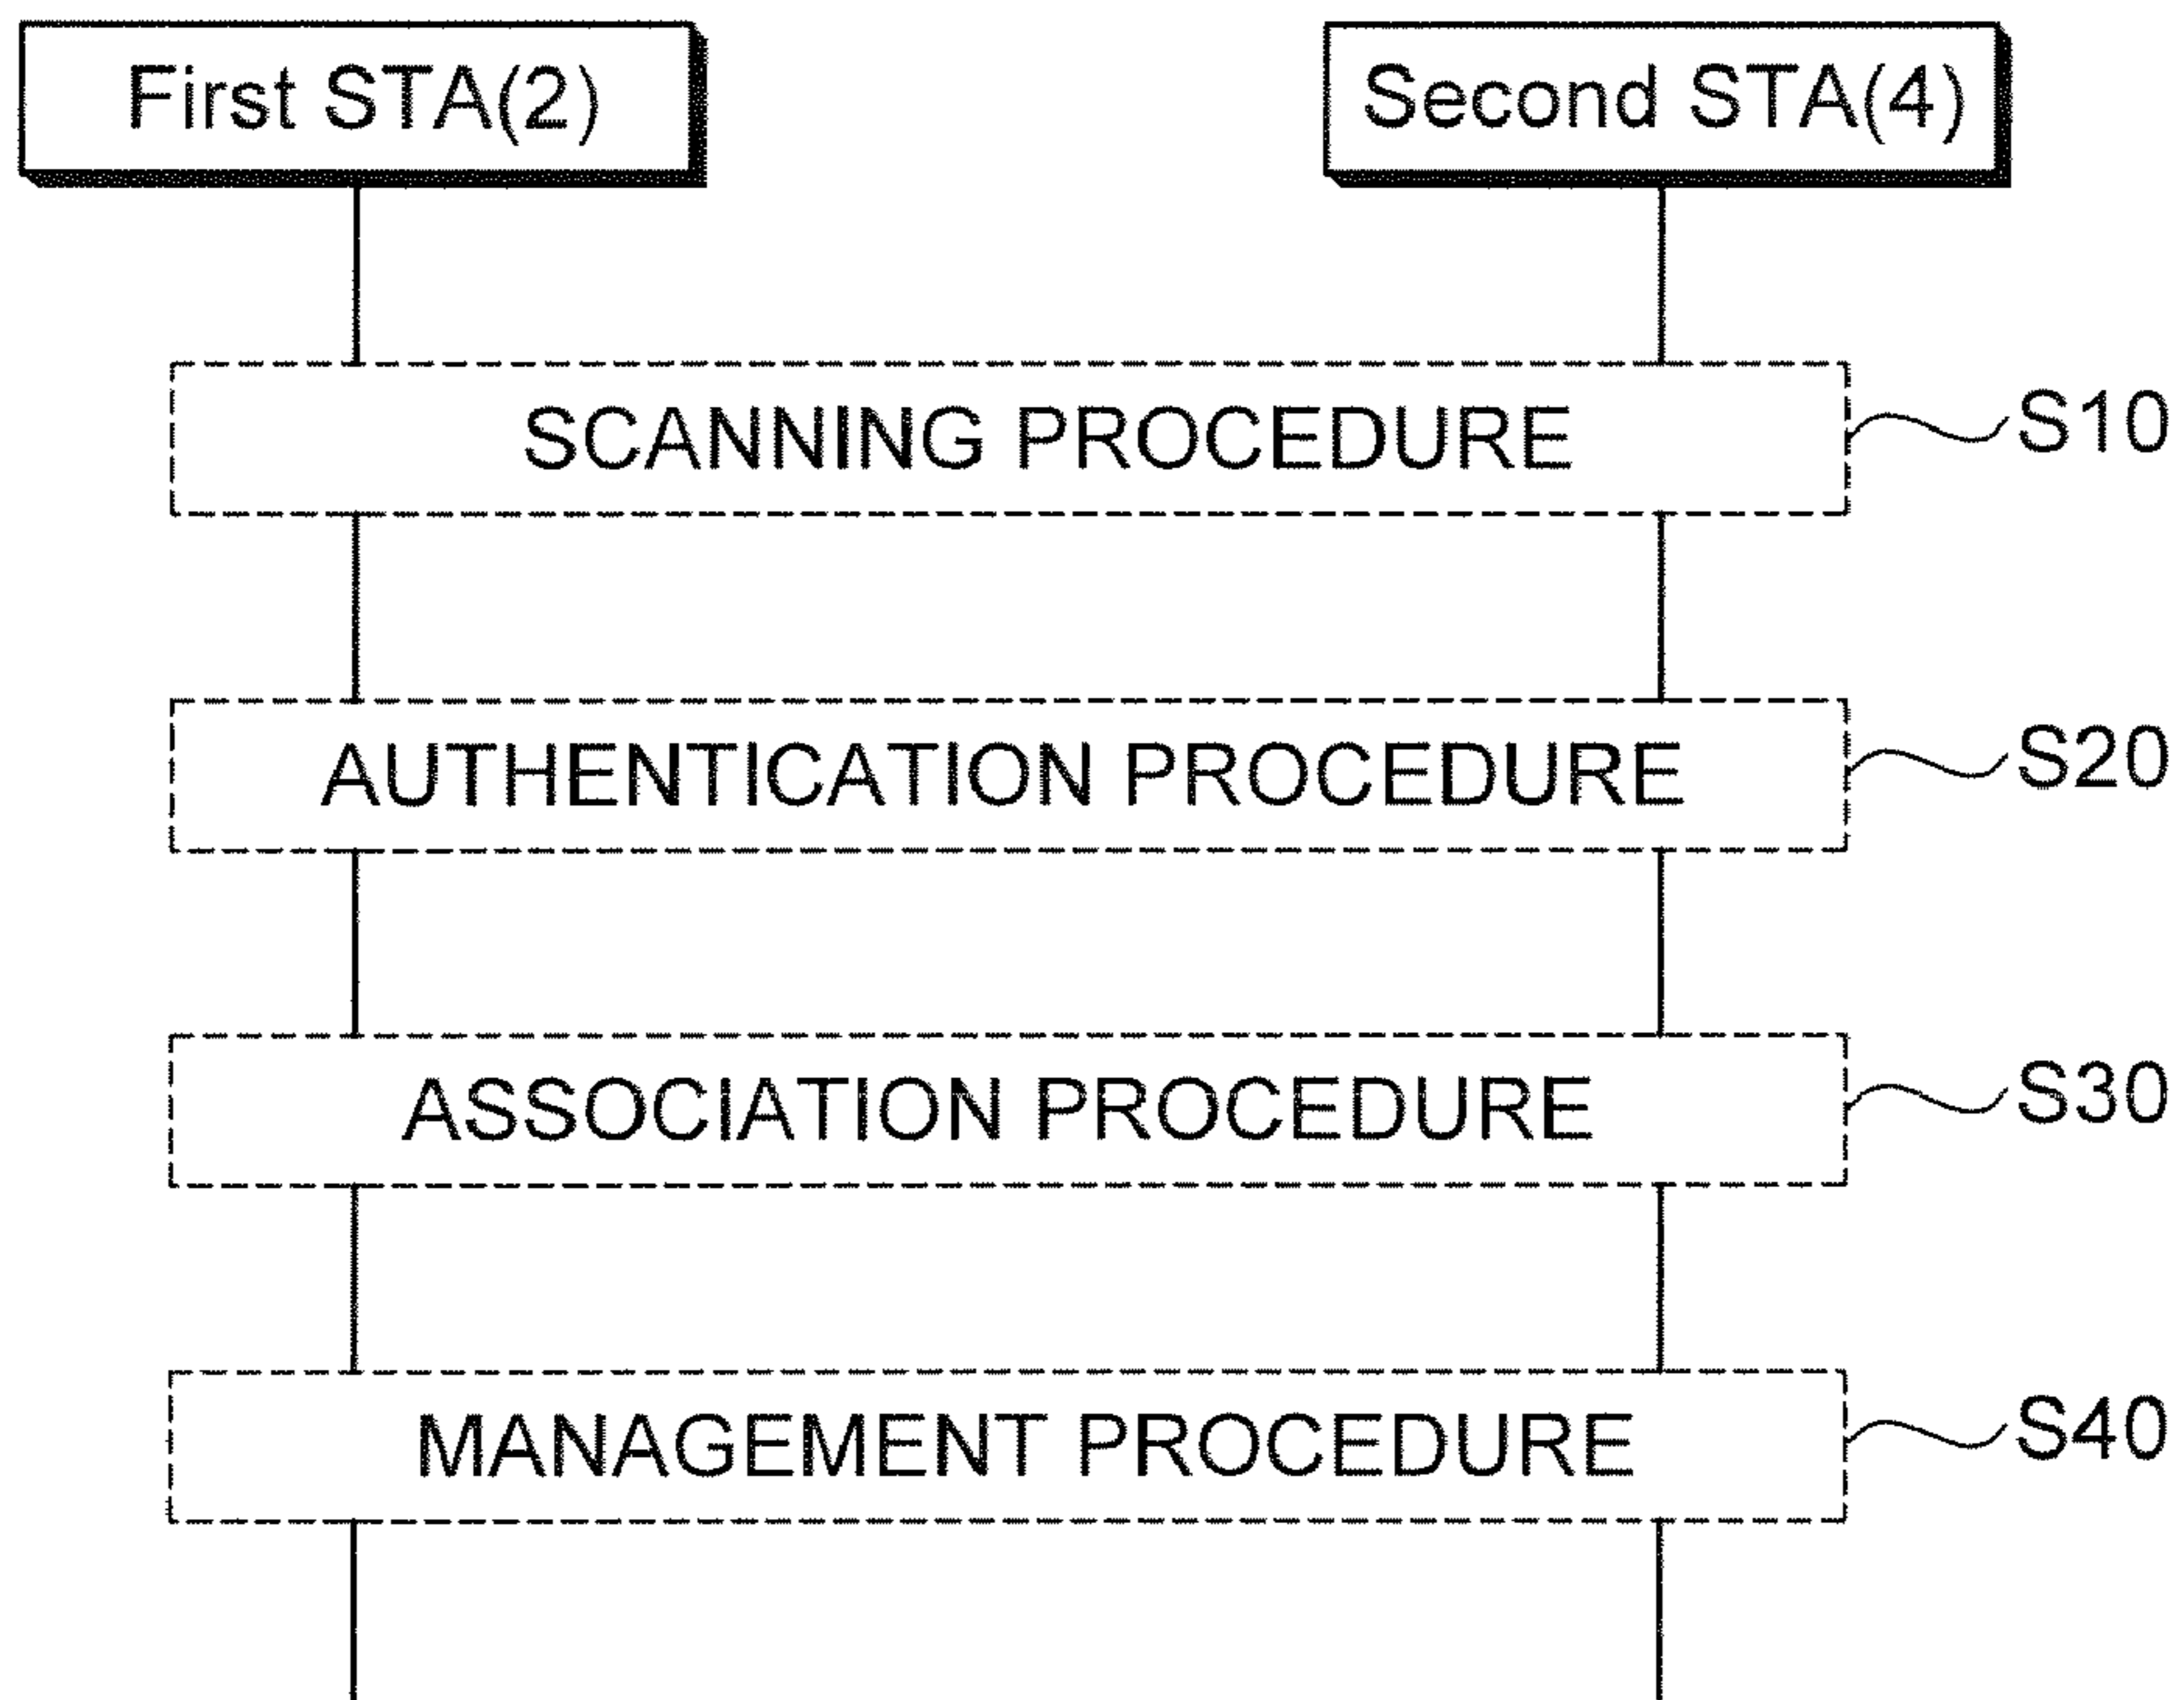 First STA(2)
Second STA(4)
SCANNING PROCEDURE
S10
AUTHENTICATION PROCEDURE
S20
ASSOCIATION PROCEDURE
S30
MANAGEMENT PROCEDURE
S40